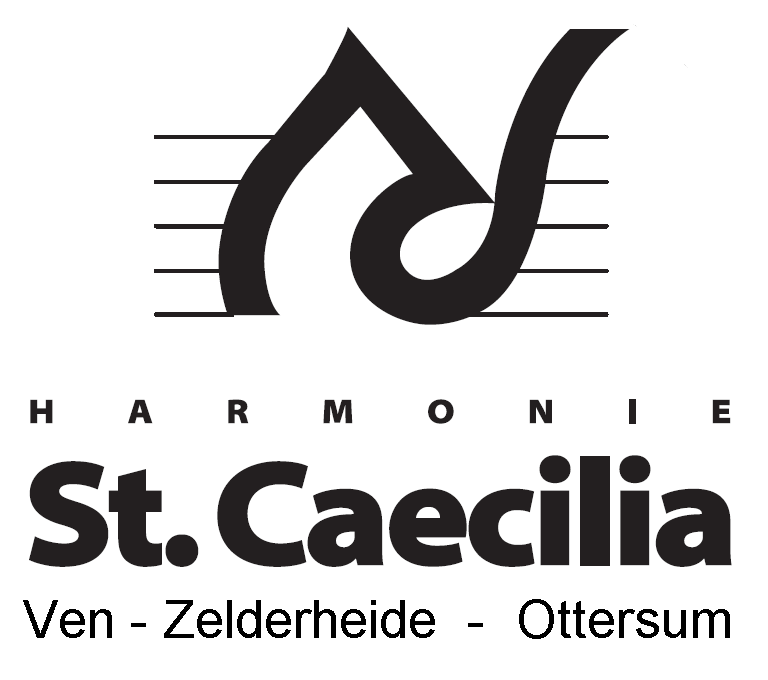 HARMONIE
St. Caecilia
Ven - Zelderheide - Ottersum